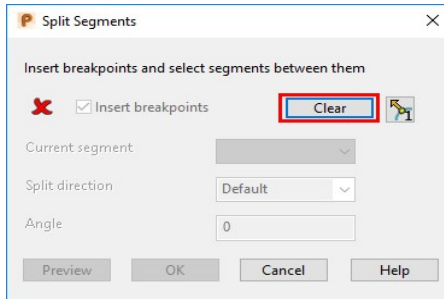 P Split Segments
Insert breakpoints and select segments between them
Insert breakpoints Clear 1
Current segment
Split direction Default
Angle 0
Preview OK Cancel Help